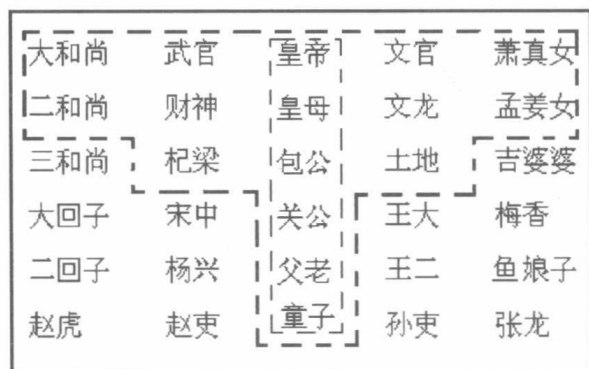 大和尚 武官 皇帝 文官 萧真女
二和尚 财神 皇母 文龙 孟姜女
三和尚 杞梁 包公 土地 吉婆婆
大回子 宋中 关公 王大 梅香
二回子 杨兴 父老 王二 鱼娘子
赵虎 赵吏 童子 孙吏 张龙